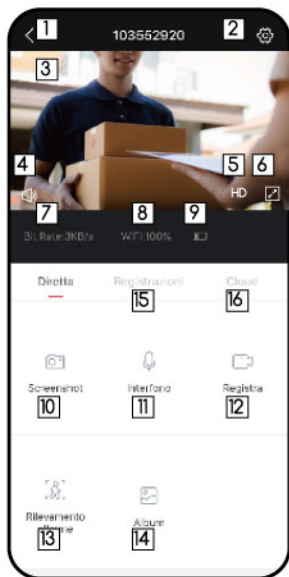 1 103552920 2
3
4 5 6
HD
7 8 9
Bit Rate:3KB/s WiFi:100%
Diretta Registrazioni Cloud
15 16
Screenshot Interfono Registra
10 11 12
Rilevamento
allarme Album
13 14